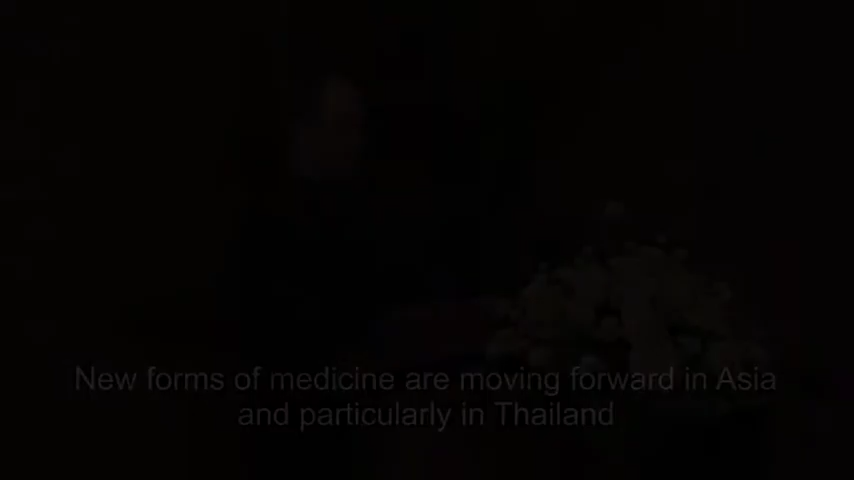 New forms of medicine are moving forward in Asia
and particularly in Thailand